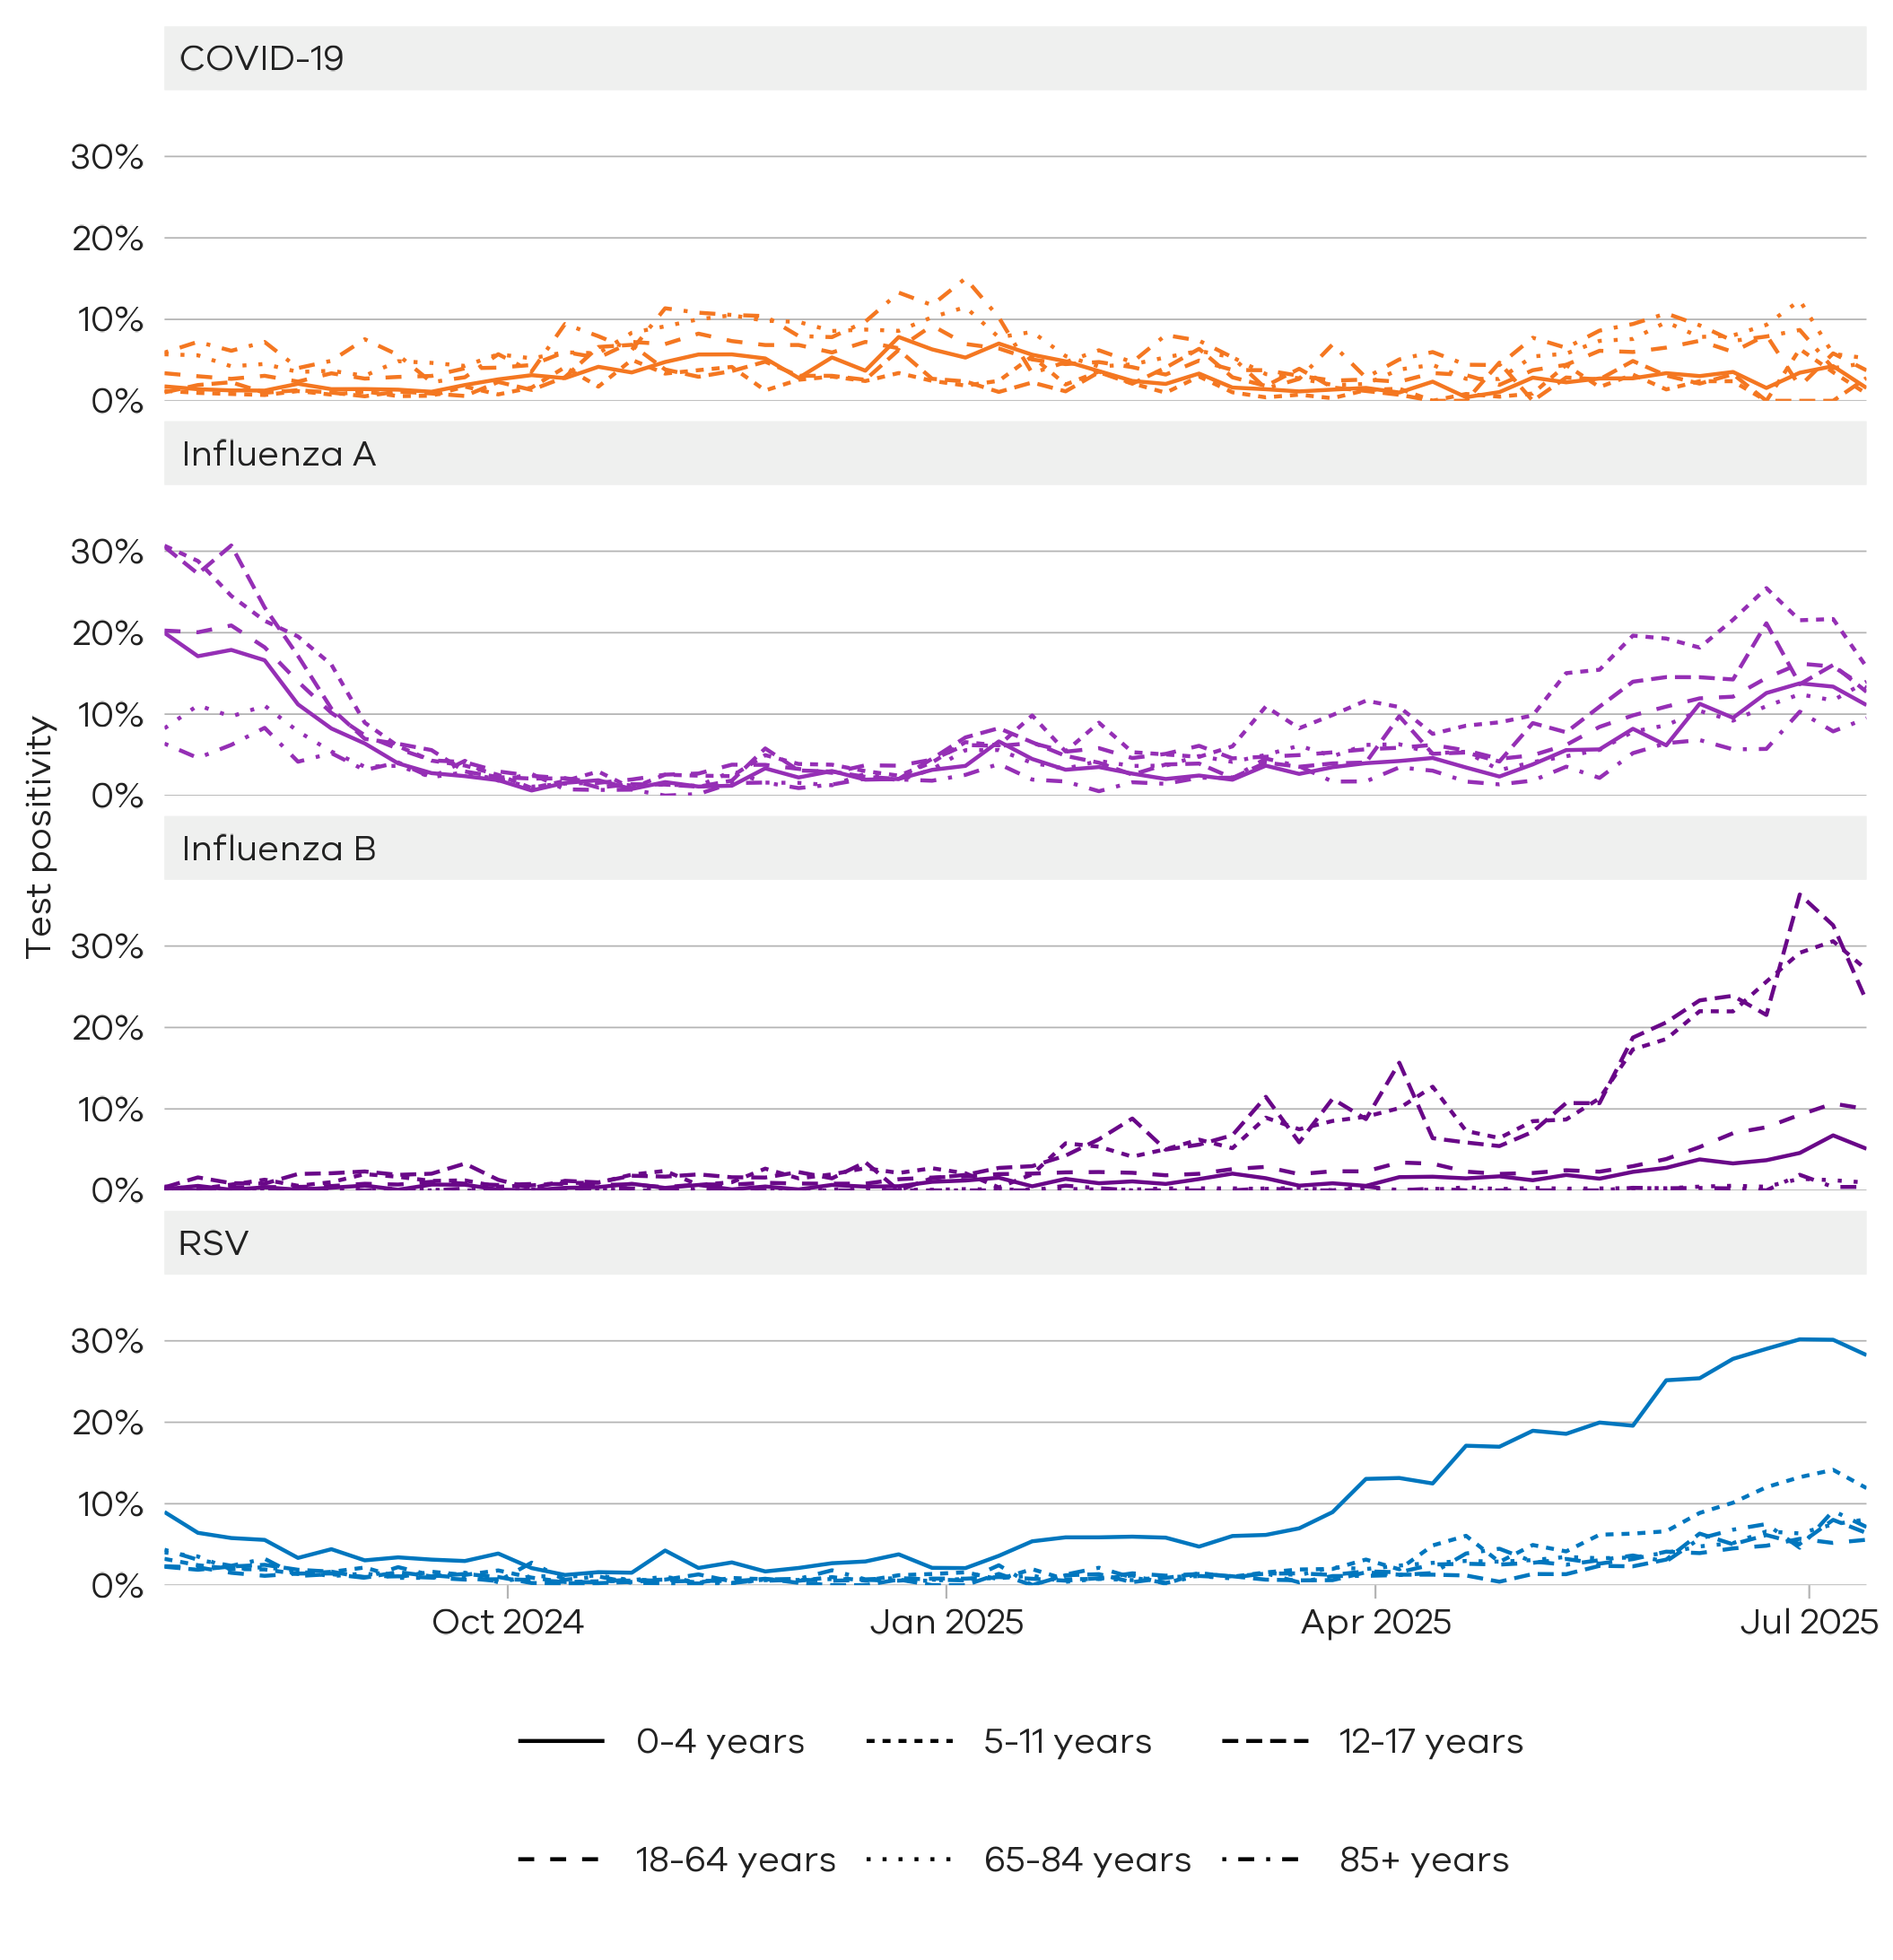 COVID-19
30%
20%
10%
0%
Influenza A
30%
20%
10%
0%
Test positivity
Influenza B
30%
20%
10%
0%
RSV
30%
20%
10%
0%
Oct 2024 Jan 2025 Apr 2025 Jul 2025
0-4 years 5-11 years 12-17 years
18-64 years 65-84 years 85+ years